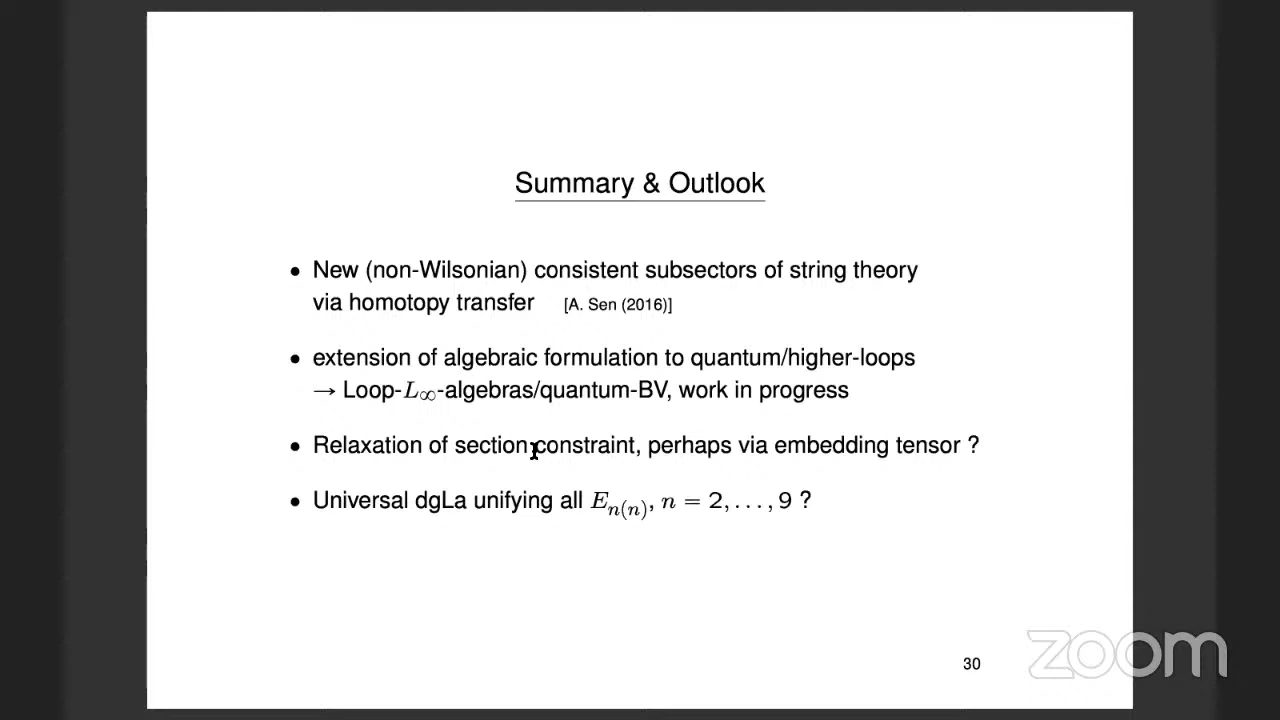 Summary & Outlook
• New (non-Wilsonian) consistent subsectors of string theory
via homotopy transfer [A. Sen (2016)]
• extension of algebraic formulation to quantum/higher-loops
→ Loop-L∞-algebras/quantum-BV, work in progress
• Relaxation of section constraint, perhaps via embedding tensor ?
• Universal dgLa unifying all E_{n(n)}, n = 2, . . . , 9 ?
30
zoom